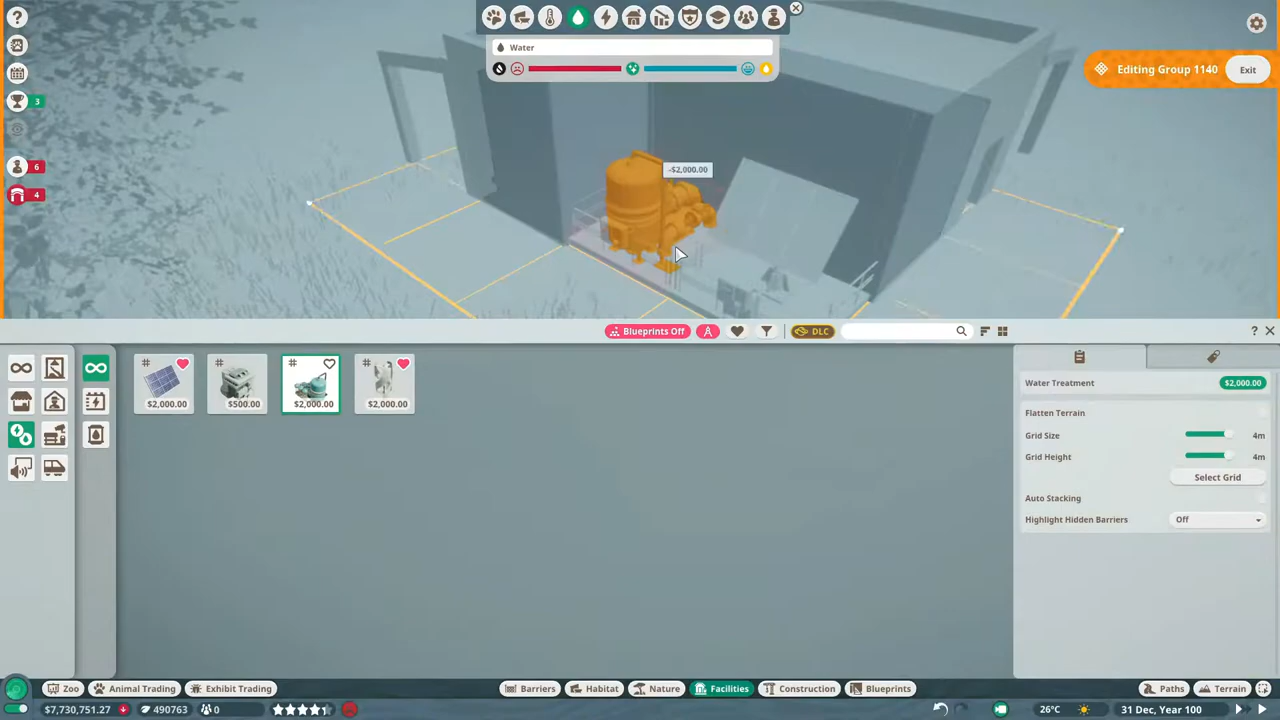 ?
Water
Editing Group 1140
Exit
3
6
4
-$2,000.00
Blueprints Off
DLC
? ×
$2,000.00
$500.00
$2,000.00
$2,000.00
Water Treatment
$2,000.00
Flatten Terrain
Grid Size
4m
Grid Height
4m
Select Grid
Auto Stacking
Highlight Hidden Barriers
Off
Zoo
Animal Trading
Exhibit Trading
Barriers
Habitat
Nature
Facilities
Construction
Blueprints
Paths
Terrain
$7,730,751.27
490763
0
26°C
31 Dec, Year 100